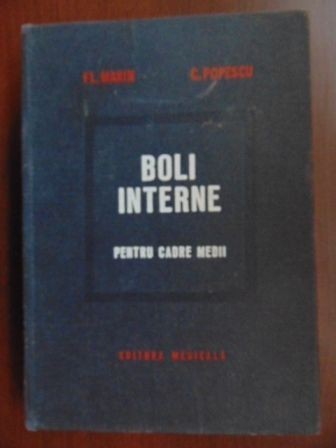 FL. MARIN C. POPESCU
BOLI
INTERNE
PENTRU CADRE MEDII
EDITURA MEDICALĂ